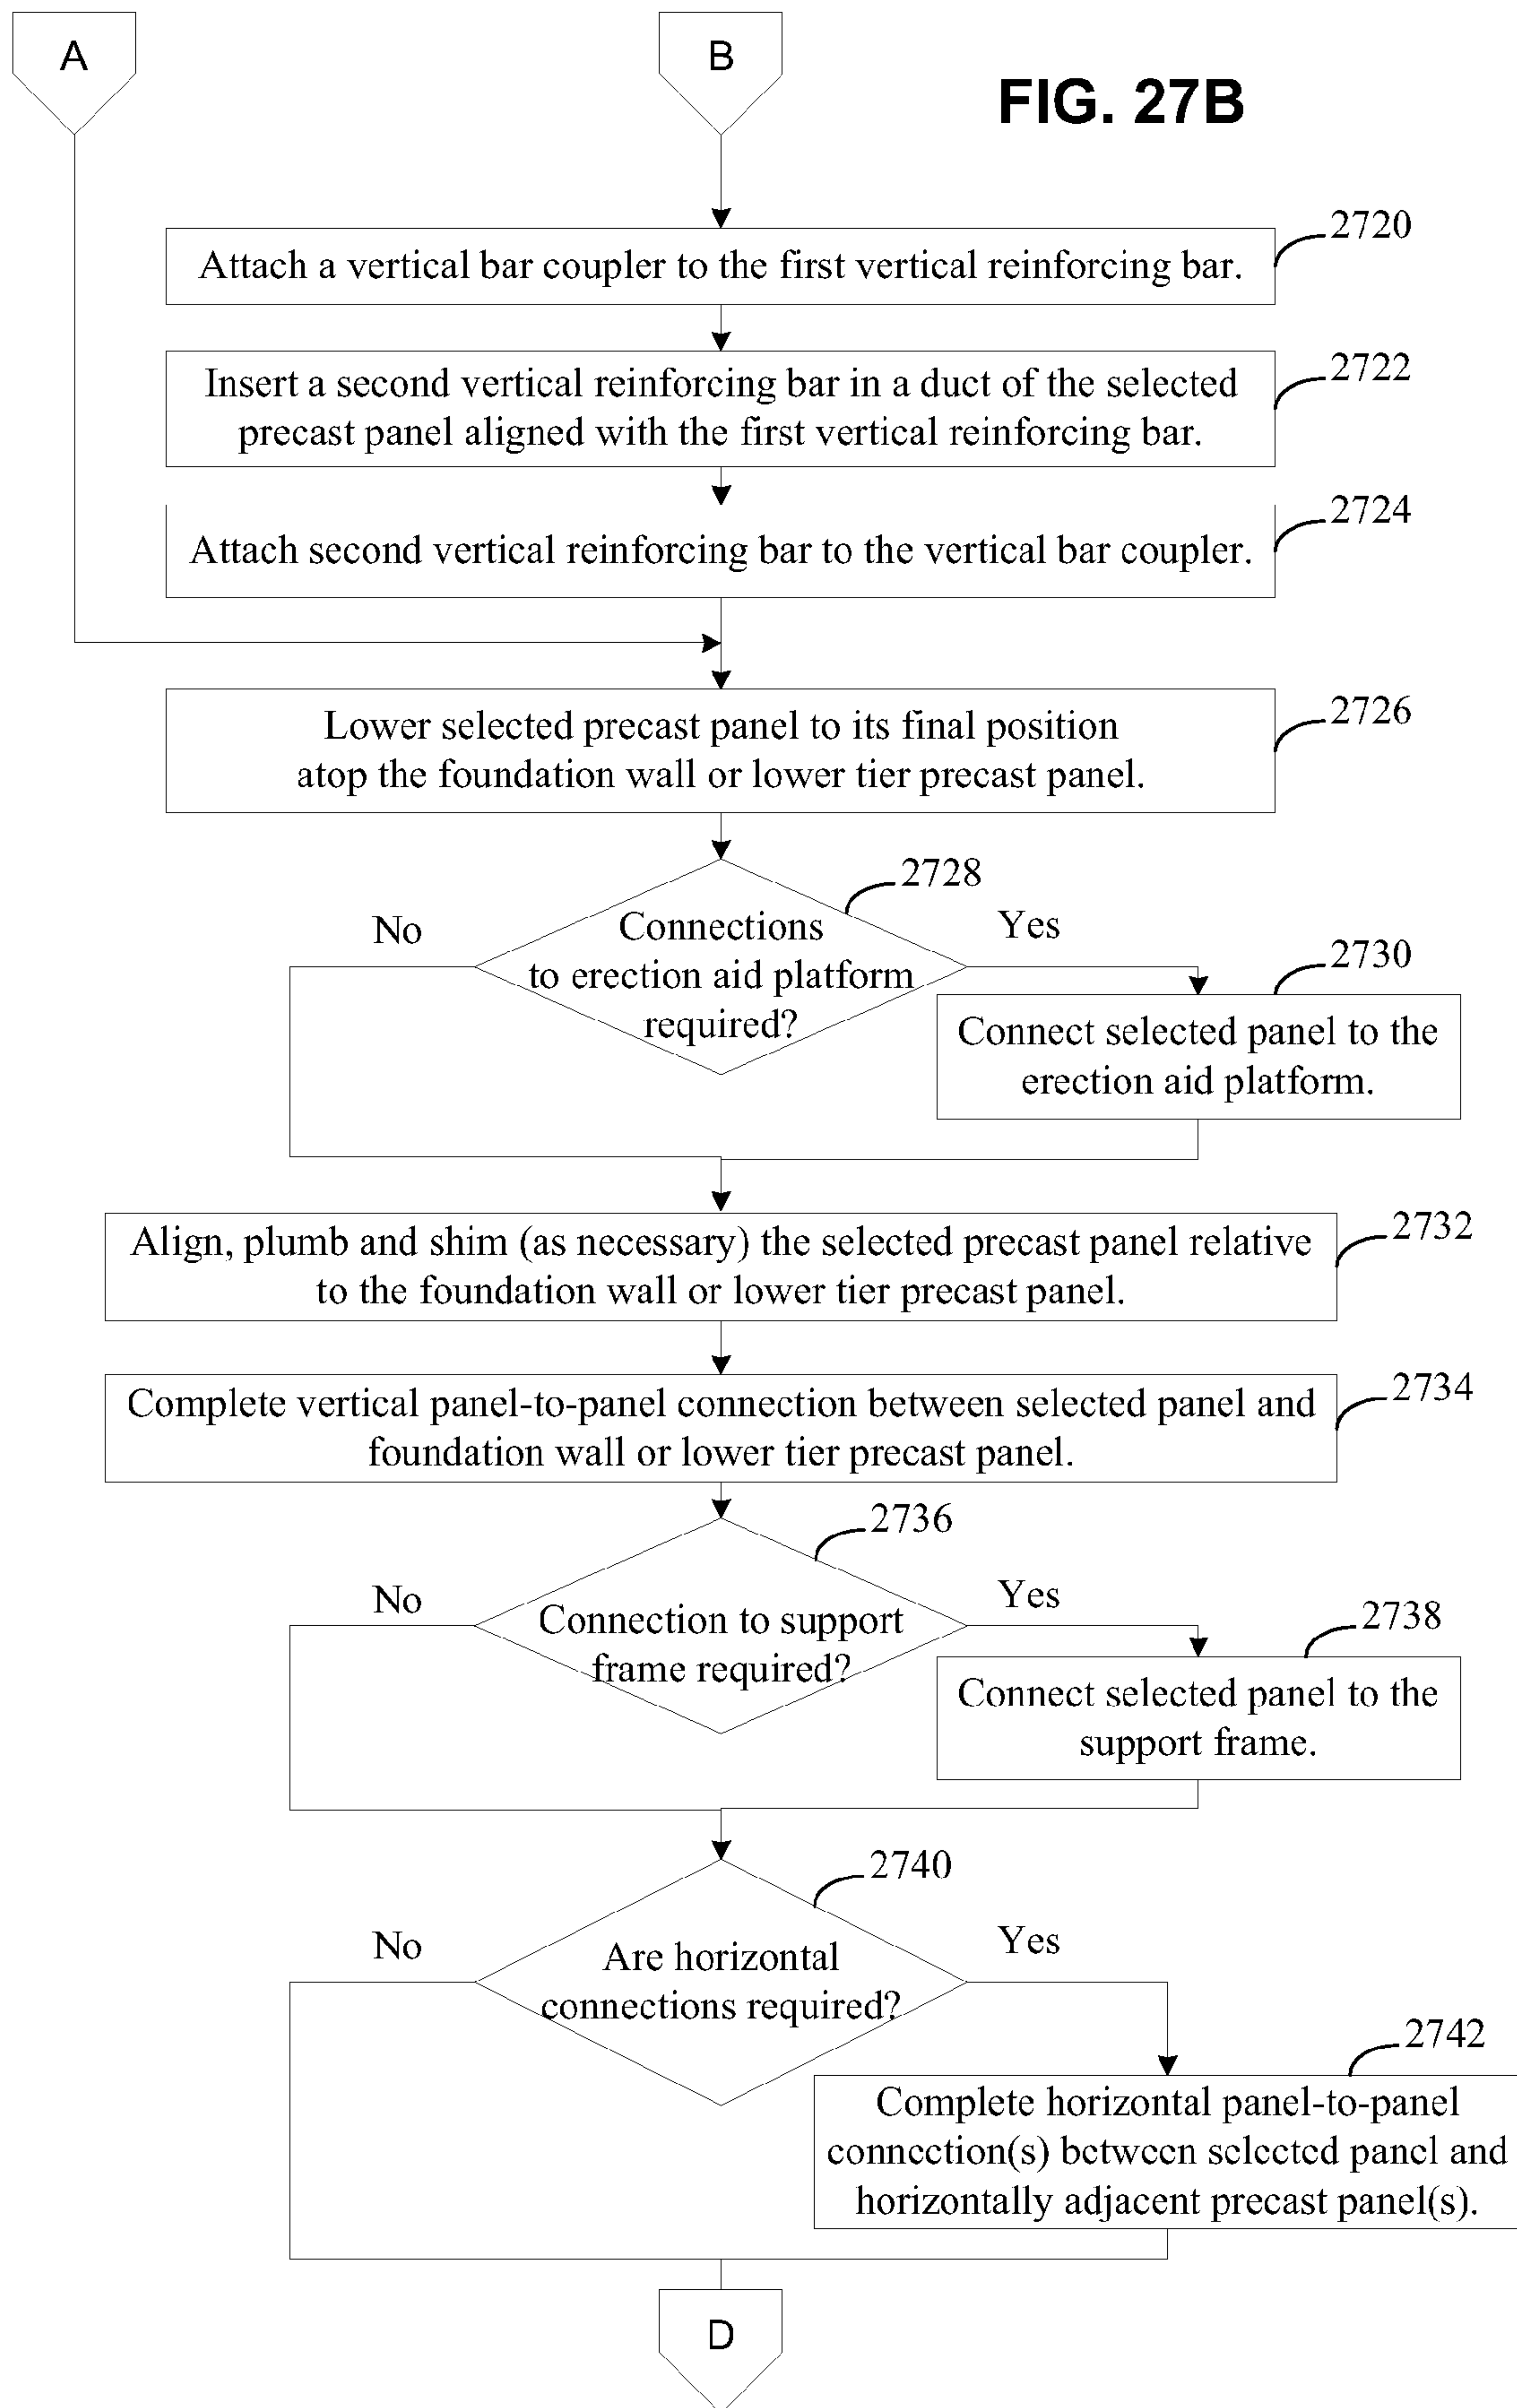 A
B
FIG. 27B
2720
Attach a vertical bar coupler to the first vertical reinforcing bar.
2722
Insert a second vertical reinforcing bar in a duct of the selected
precast panel aligned with the first vertical reinforcing bar.
2724
Attach second vertical reinforcing bar to the vertical bar coupler.
2726
Lower selected precast panel to its final position
atop the foundation wall or lower tier precast panel.
2728
No
Connections
to erection aid platform
required?
Yes
2730
Connect selected panel to the
erection aid platform.
2732
Align, plumb and shim (as necessary) the selected precast panel relative
to the foundation wall or lower tier precast panel.
2734
Complete vertical panel-to-panel connection between selected panel and
foundation wall or lower tier precast panel.
2736
No
Connection to support
frame required?
Yes
2738
Connect selected panel to the
support frame.
2740
No
Are horizontal
connections required?
Yes
2742
Complete horizontal panel-to-panel
connection(s) between selected panel and
horizontally adjacent precast panel(s).
D